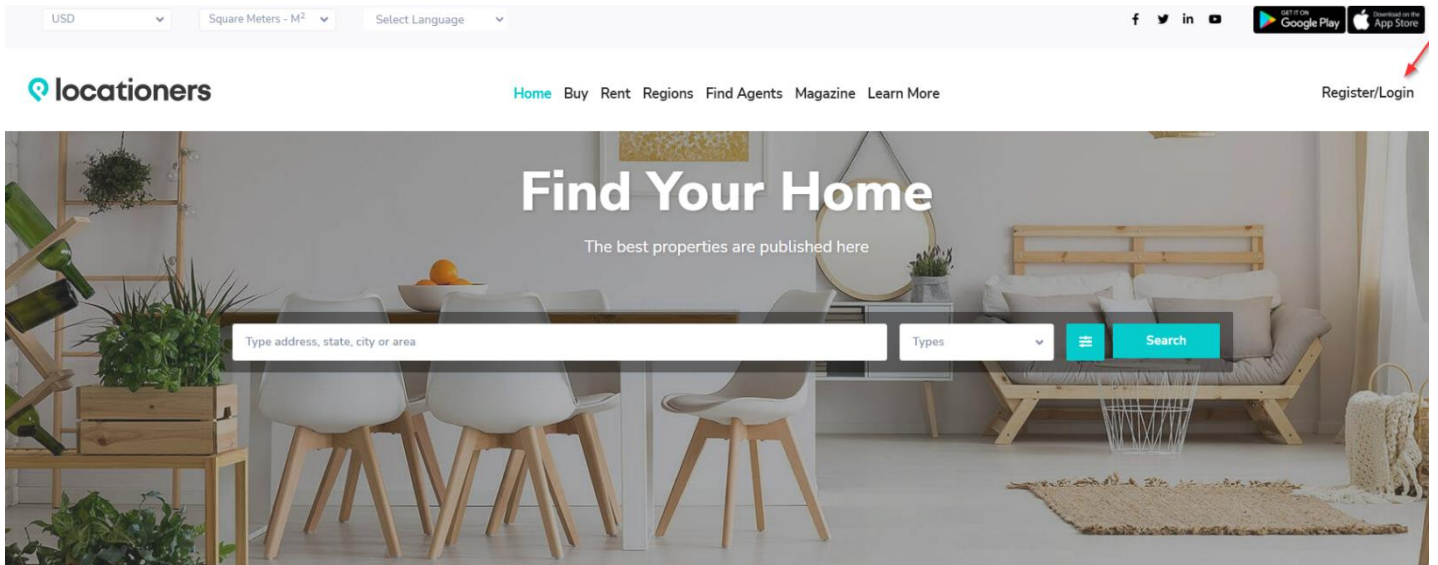 USD Square Meters - M² Select Language GET IT ON Google Play Download on the App Store
locationers Home Buy Rent Regions Find Agents Magazine Learn More Register/Login
Find Your Home
The best properties are published here
Type address, state, city or area Types Search